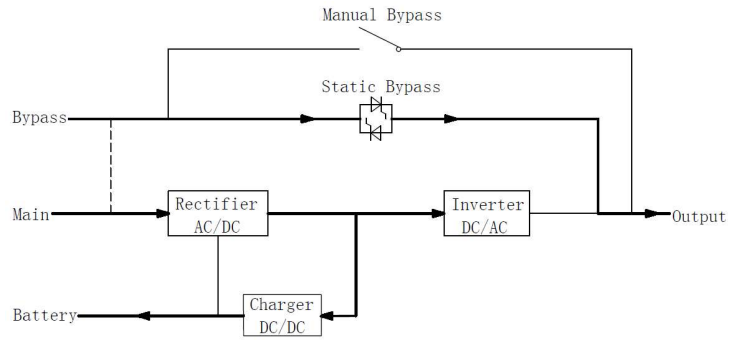 Manual Bypass
Static Bypass
Bypass
Main
Rectifier
AC/DC
Inverter
DC/AC
Output
Battery
Charger
DC/DC